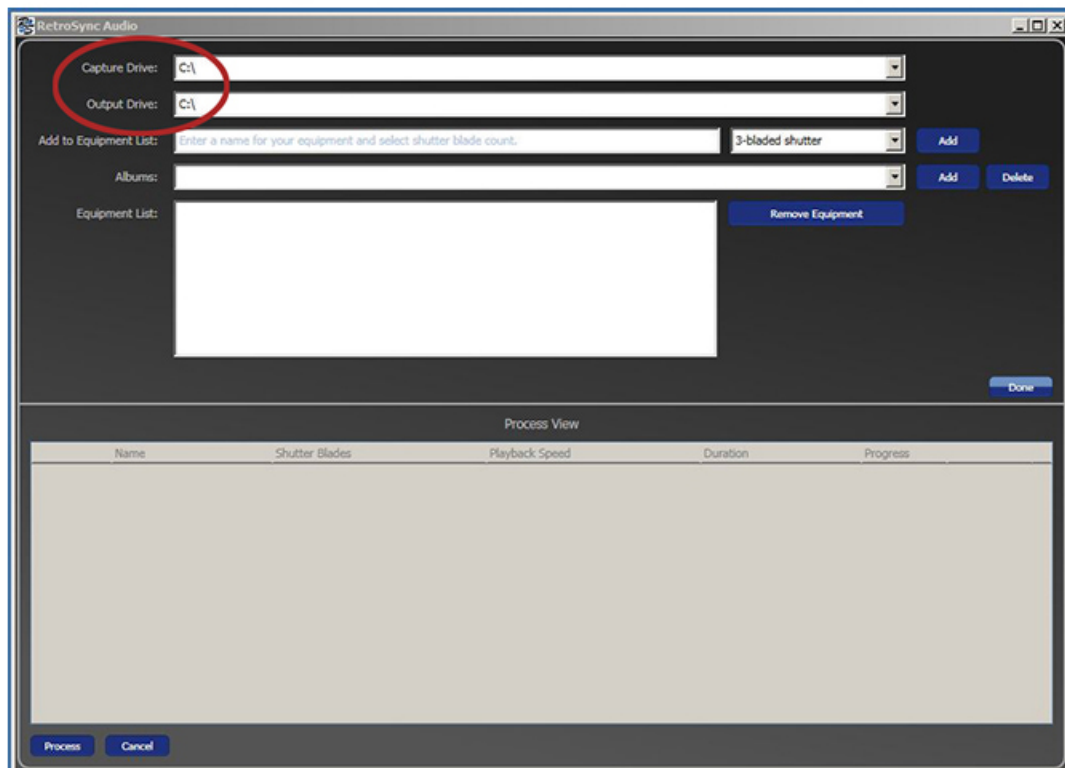 RetroSync Audio
Capture Drive: C:\
Output Drive: C:\
Add to Equipment List: Enter a name for your equipment and select shutter blade count. 3-bladed shutter Add
Albums: Add Delete
Equipment List: Remove Equipment
Done
Process View
Name Shutter Blades Playback Speed Duration Progress
Process Cancel